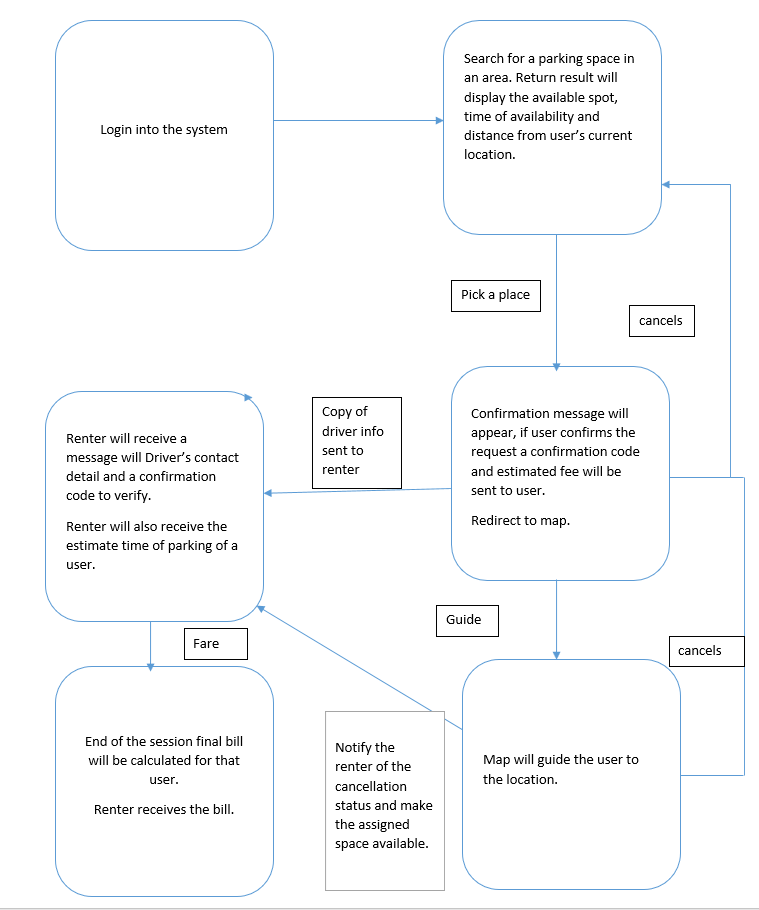 Login into the system
Search for a parking space in
an area. Return result will
display the available spot,
time of availability and
distance from user's current
location.
Pick a place
cancels
Confirmation message will
appear, if user confirms the
request a confirmation code
and estimated fee will be
sent to user.
Redirect to map.
Copy of
driver info
sent to
renter
Renter will receive a
message will Driver's contact
detail and a confirmation
code to verify.
Renter will also receive the
estimate time of parking of a
user.
Guide
Fare
cancels
End of the session final bill
will be calculated for that
user.
Renter receives the bill.
Notify the
renter of the
cancellation
status and make
the assigned
space available.
Map will guide the user to
the location.